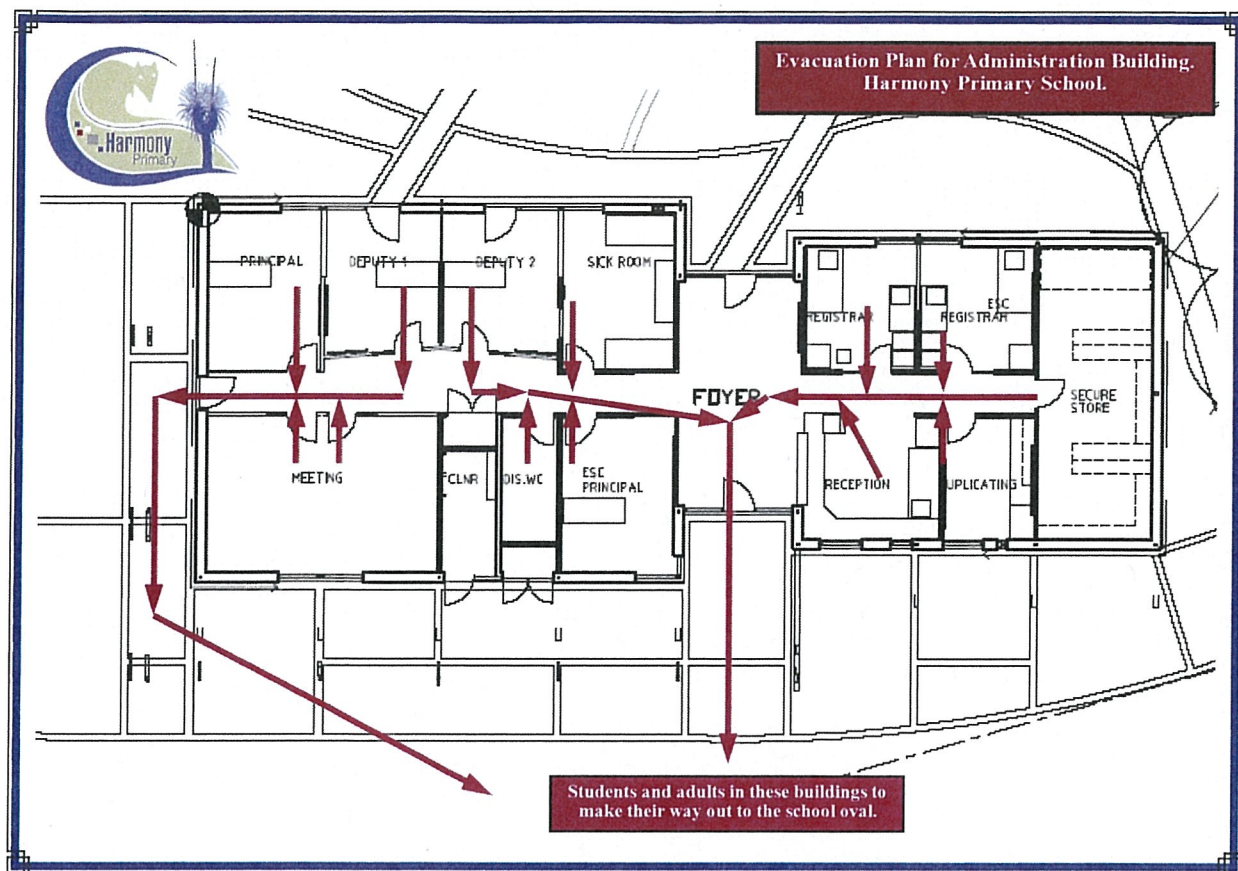 Evacuation Plan for Administration Building.
Harmony Primary School.
Harmony
Primary
PRINCIPAL
DEPUTY 1
DEPUTY 2
SICK ROOM
REGISTRAR
ESC
REGISTRAR
FOYER
SECURE
STORE
MEETING
CLNR
DIS.WC
ESC
PRINCIPAL
RECEPTION
UPLICATING
Students and adults in these buildings to
make their way out to the school oval.